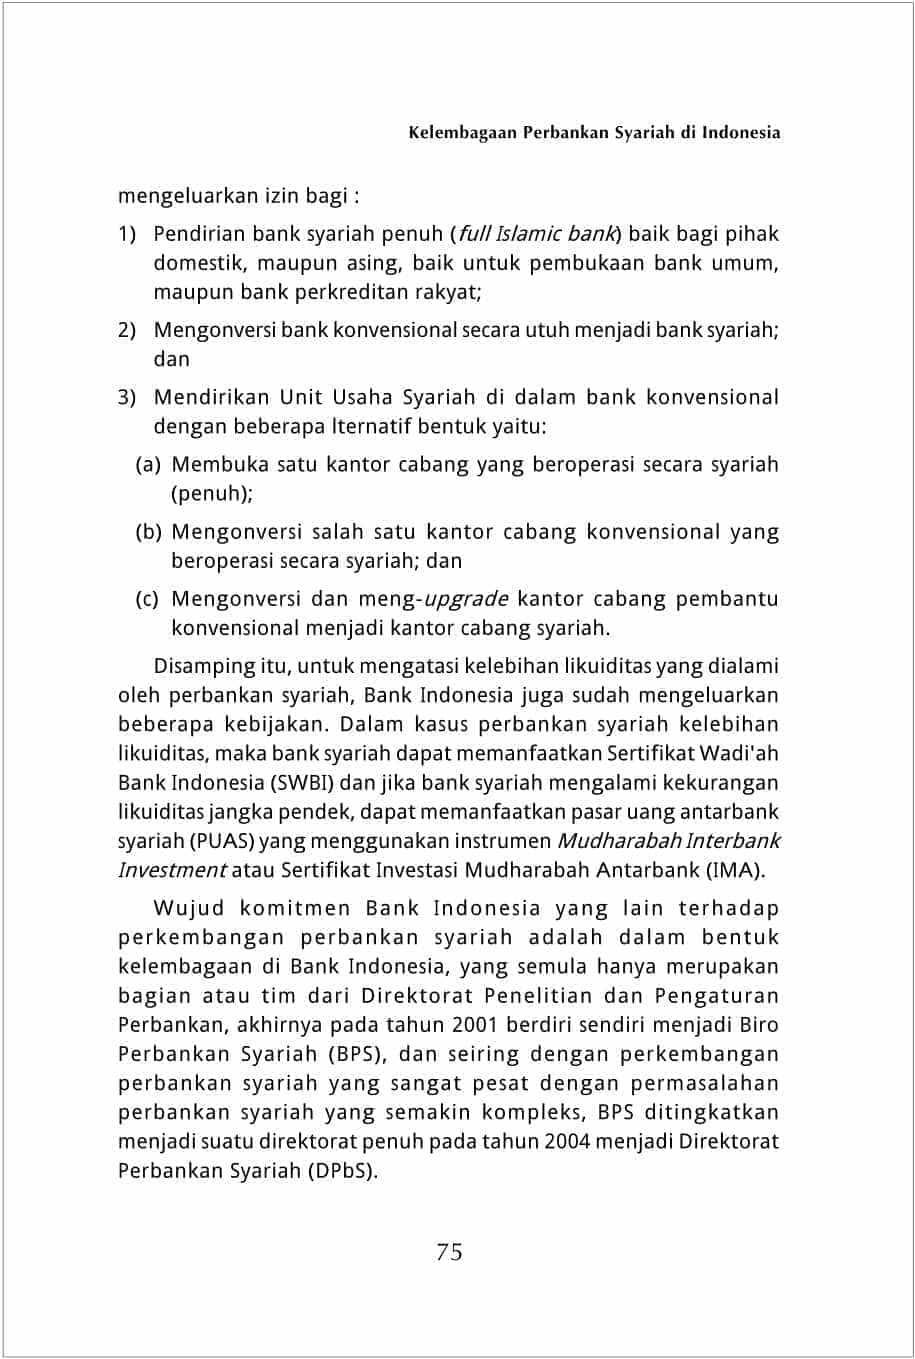 Kelembagaan Perbankan Syariah di Indonesia
mengeluarkan izin bagi :
1) Pendirian bank syariah penuh (full Islamic bank) baik bagi pihak
domestik, maupun asing, baik untuk pembukaan bank umum,
maupun bank perkreditan rakyat;
2) Mengonversi bank konvensional secara utuh menjadi bank syariah;
dan
3) Mendirikan Unit Usaha Syariah di dalam bank konvensional
dengan beberapa lternatif bentuk yaitu:
(a) Membuka satu kantor cabang yang beroperasi secara syariah
(penuh);
(b) Mengonversi salah satu kantor cabang konvensional yang
beroperasi secara syariah; dan
(c) Mengonversi dan meng-upgrade kantor cabang pembantu
konvensional menjadi kantor cabang syariah.
Disamping itu, untuk mengatasi kelebihan likuiditas yang dialami
oleh perbankan syariah, Bank Indonesia juga sudah mengeluarkan
beberapa kebijakan. Dalam kasus perbankan syariah kelebihan
likuiditas, maka bank syariah dapat memanfaatkan Sertifikat Wadi'ah
Bank Indonesia (SWBI) dan jika bank syariah mengalami kekurangan
likuiditas jangka pendek, dapat memanfaatkan pasar uang antarbank
syariah (PUAS) yang menggunakan instrumen Mudharabah Interbank
Investment atau Sertifikat Investasi Mudharabah Antarbank (IMA).
Wujud komitmen Bank Indonesia yang lain terhadap
perkembangan perbankan syariah adalah dalam bentuk
kelembagaan di Bank Indonesia, yang semula hanya merupakan
bagian atau tim dari Direktorat Penelitian dan Pengaturan
Perbankan, akhirnya pada tahun 2001 berdiri sendiri menjadi Biro
Perbankan Syariah (BPS), dan seiring dengan perkembangan
perbankan syariah yang sangat pesat dengan permasalahan
perbankan syariah yang semakin kompleks, BPS ditingkatkan
menjadi suatu direktorat penuh pada tahun 2004 menjadi Direktorat
Perbankan Syariah (DPbS).
75